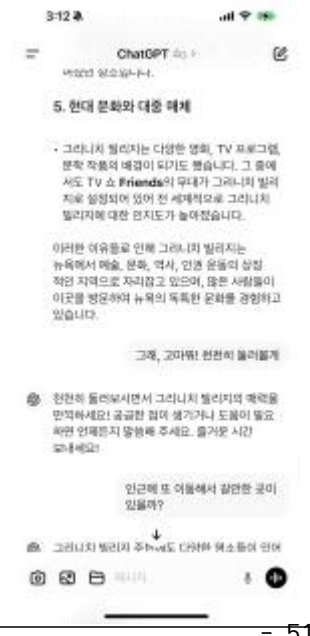 3:12
ChatGPT 4o >
5. 현대 문화와 대중 매체
• 그리니치 빌리지는 다양한 영화, TV 프로그램,
문학 작품의 배경이 되기도 했습니다. 그 중에
서도 TV 쇼 Friends의 무대가 그리니치 빌리
지로 설정되어 있어 전 세계적으로 그리니치
빌리지에 대한 인지도가 높아졌습니다.
이러한 이유들로 인해 그리니치 빌리지는
뉴욕에서 예술, 문화, 역사, 인권 운동의 상징
적인 지역으로 자리잡고 있으며, 많은 사람들이
이곳을 방문하여 뉴욕의 독특한 문화를 경험하고
있습니다.
그래, 고마워! 천천히 둘러볼게
천천히 둘러보시면서 그리니치 빌리지의 매력을
만끽하세요! 궁금한 점이 생기거나 도움이 필요
하면 언제든지 말씀해 주세요. 즐거운 시간
보내세요!
인근에 또 이동해서 갈만한 곳이
있을까?
그리니치 빌리지 주변에도 다양한 명소들이 있어
메시지
- 51